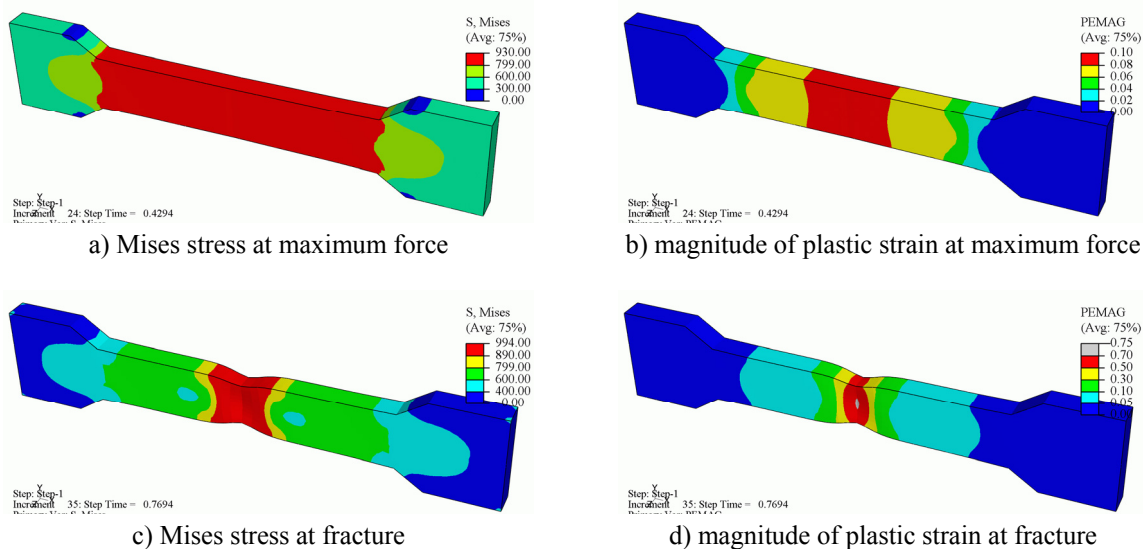 S, Mises
(Avg: 75%)
930.00
799.00
600.00
300.00
0.00
Step: Step-1
Increment 24: Step Time = 0.4294
a) Mises stress at maximum force
PEMAG
(Avg: 75%)
0.10
0.08
0.06
0.04
0.02
0.00
Step: Step-1
Increment 24: Step Time = 0.4294
b) magnitude of plastic strain at maximum force
S, Mises
(Avg: 75%)
994.00
890.00
799.00
600.00
400.00
0.00
Step: Step-1
Increment 35: Step Time = 0.7694
c) Mises stress at fracture
PEMAG
(Avg: 75%)
0.75
0.70
0.50
0.30
0.10
0.05
Step: Step-1
Increment 35: Step Time = 0.7694
d) magnitude of plastic strain at fracture